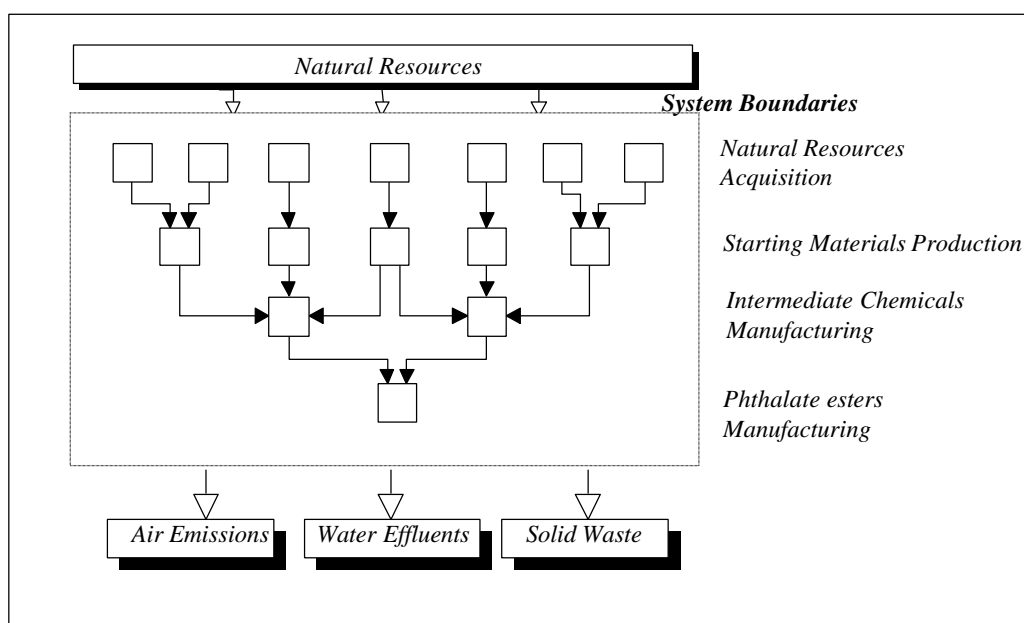 Natural Resources
System Boundaries
Natural Resources
Acquisition
Starting Materials Production
Intermediate Chemicals
Manufacturing
Phthalate esters
Manufacturing
Air Emissions
Water Effluents
Solid Waste